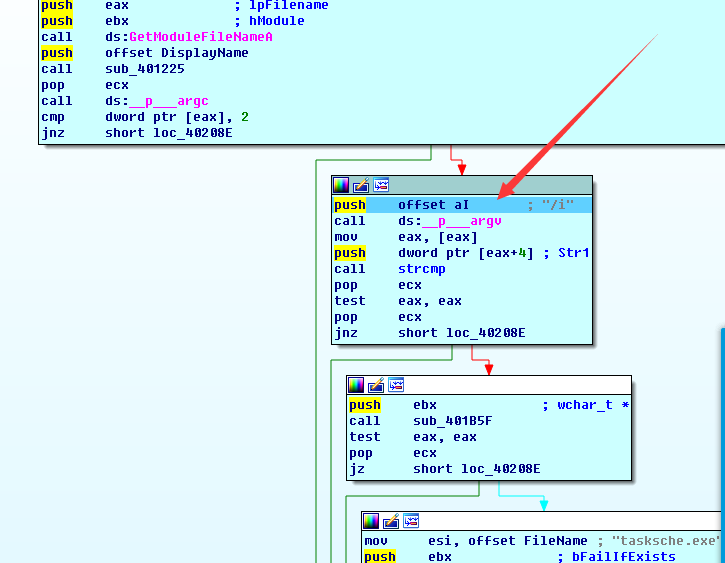 push eax ; lpFilename
push ebx ; hModule
call ds:GetModuleFileNameA
push offset DisplayName
call sub_401225
pop ecx
call ds:__p___argc
cmp dword ptr [eax], 2
jnz short loc_40208E
push offset aI ; "/i"
call ds:__p___argv
mov eax, [eax]
push dword ptr [eax+4] ; Str1
call strcmp
pop ecx
test eax, eax
pop ecx
jnz short loc_40208E
push ebx ; wchar_t *
call sub_401B5F
test eax, eax
pop ecx
jz short loc_40208E
mov esi, offset FileName ; "tasksche.exe"
push ebx ; bFailIfExists